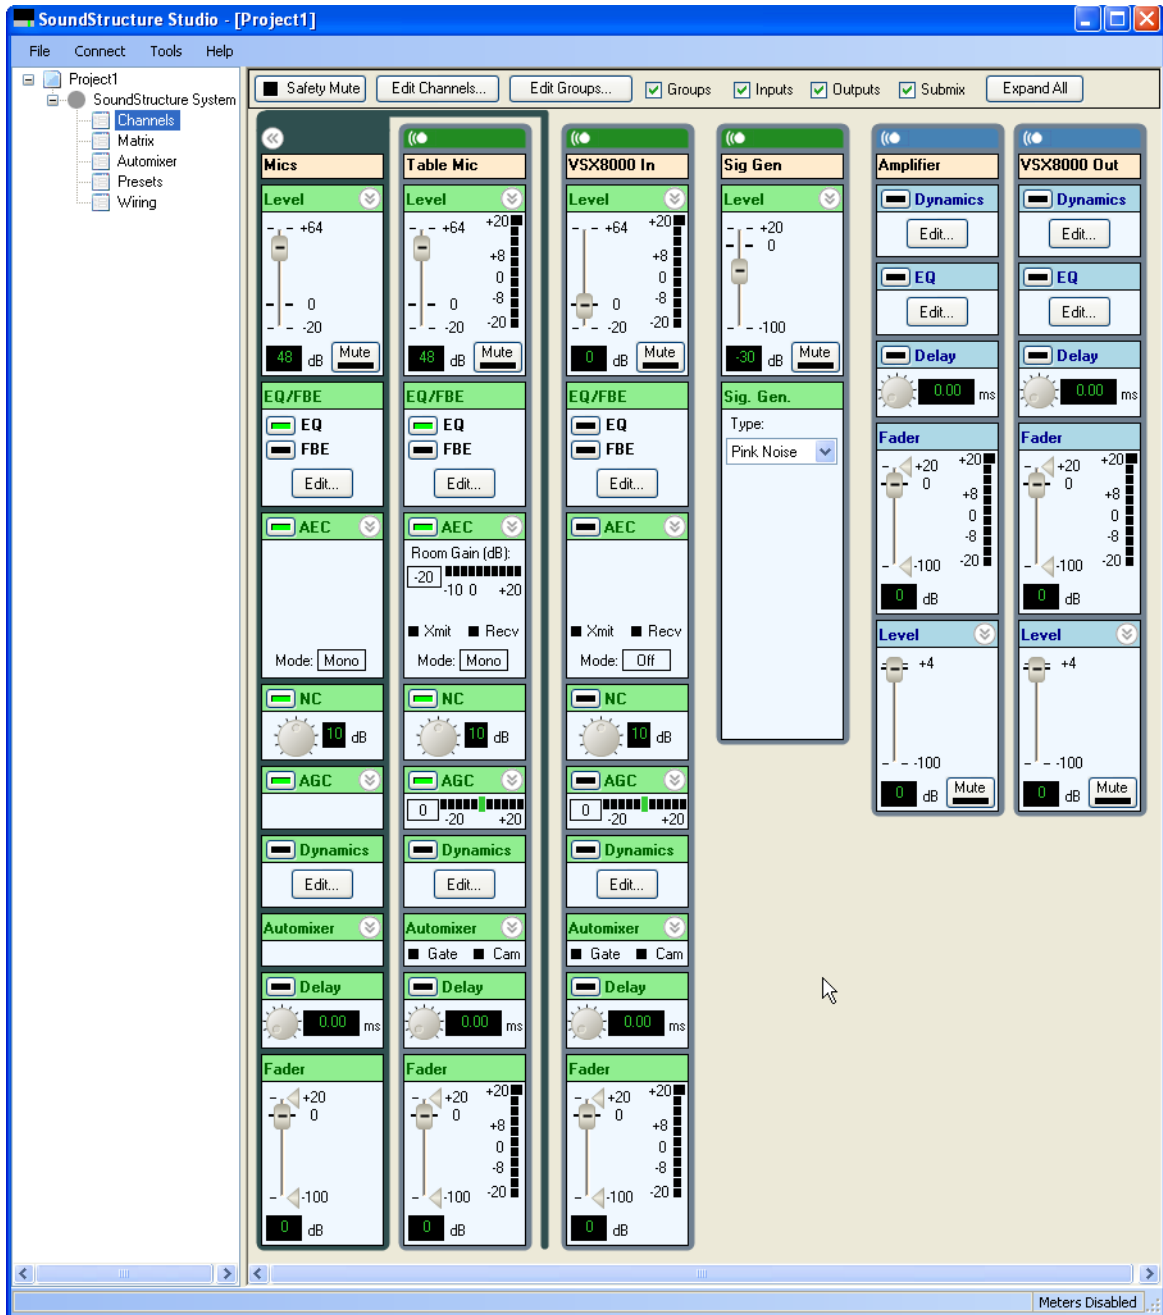 SoundStructure Studio - [Project1]
File Connect Tools Help
Project1
SoundStructure System
Channels
Matrix
Automixer
Presets
Wiring
Safety Mute Edit Channels... Edit Groups... Groups Inputs Outputs Submix Expand All
Mics
Level
+64
0
-20
48 dB Mute
EQ/FBE
EQ
FBE
Edit...
AEC
Mode: Mono
NC
10 dB
AGC
Dynamics
Edit...
Automixer
Delay
0.00 ms
Fader
+20
0
-100
0 dB
Table Mic
Level
+64 +20
+8
0
0 -8
-20 -20
48 dB Mute
EQ/FBE
EQ
FBE
Edit...
AEC
Room Gain (dB):
-20
-10 0 +20
Xmit Recv
Mode: Mono
NC
10 dB
AGC
0
-20 +20
Dynamics
Edit...
Automixer
Gate Cam
Delay
0.00 ms
Fader
+20 +20
0 +8
0
-8
-100 -20
0 dB
VSX8000 In
Level
+64 +20
+8
0
0 -8
-20 -20
0 dB Mute
EQ/FBE
EQ
FBE
Edit...
AEC
Xmit Recv
Mode: Off
NC
10 dB
AGC
0
-20 +20
Dynamics
Edit...
Automixer
Gate Cam
Delay
0.00 ms
Fader
+20 +20
0 +8
0
-8
-100 -20
0 dB
Sig Gen
Level
+20
0
-100
-30 dB Mute
Sig. Gen.
Type:
Pink Noise
Amplifier
Dynamics
Edit...
EQ
Edit...
Delay
0.00 ms
Fader
+20 +20
0 +8
0
-8
-100 -20
0 dB
Level
+4
-100
0 dB Mute
VSX8000 Out
Dynamics
Edit...
EQ
Edit...
Delay
0.00 ms
Fader
+20 +20
0 +8
0
-8
-100 -20
0 dB
Level
+4
-100
0 dB Mute
Meters Disabled